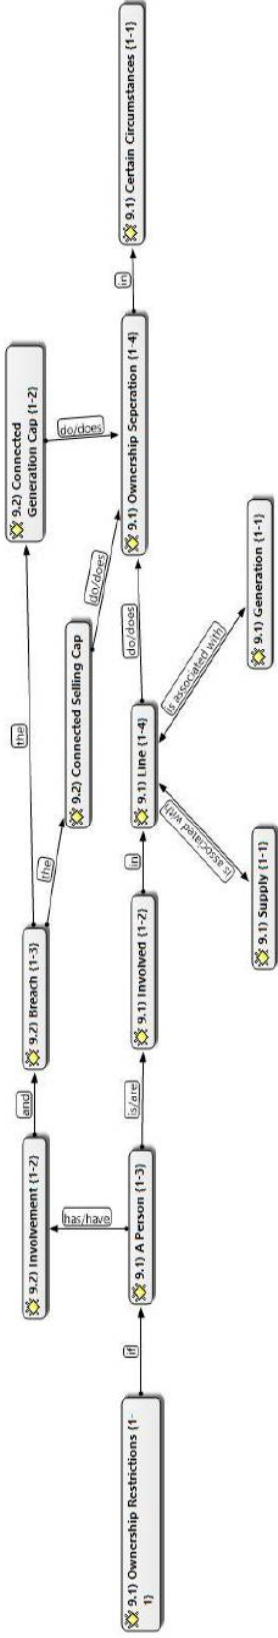 9.2) Involvement {1-2}
and
9.2) Breach {1-3}
the
9.2) Connected
Generation Cap {1-2}
the
9.2) Connected Selling Cap
do/does
do/does
has/have
9.1) Ownership Restrictions {1-
1}
if
9.1) A Person {1-3}
is/are
9.1) Involved {1-2}
in
9.1) Line {1-4}
do/does
9.1) Ownership Seperation {1-4}
in
9.1) Certain Circumstances {1-1}
is associated with
is associated with
9.1) Supply {1-1}
9.1) Generation {1-1}